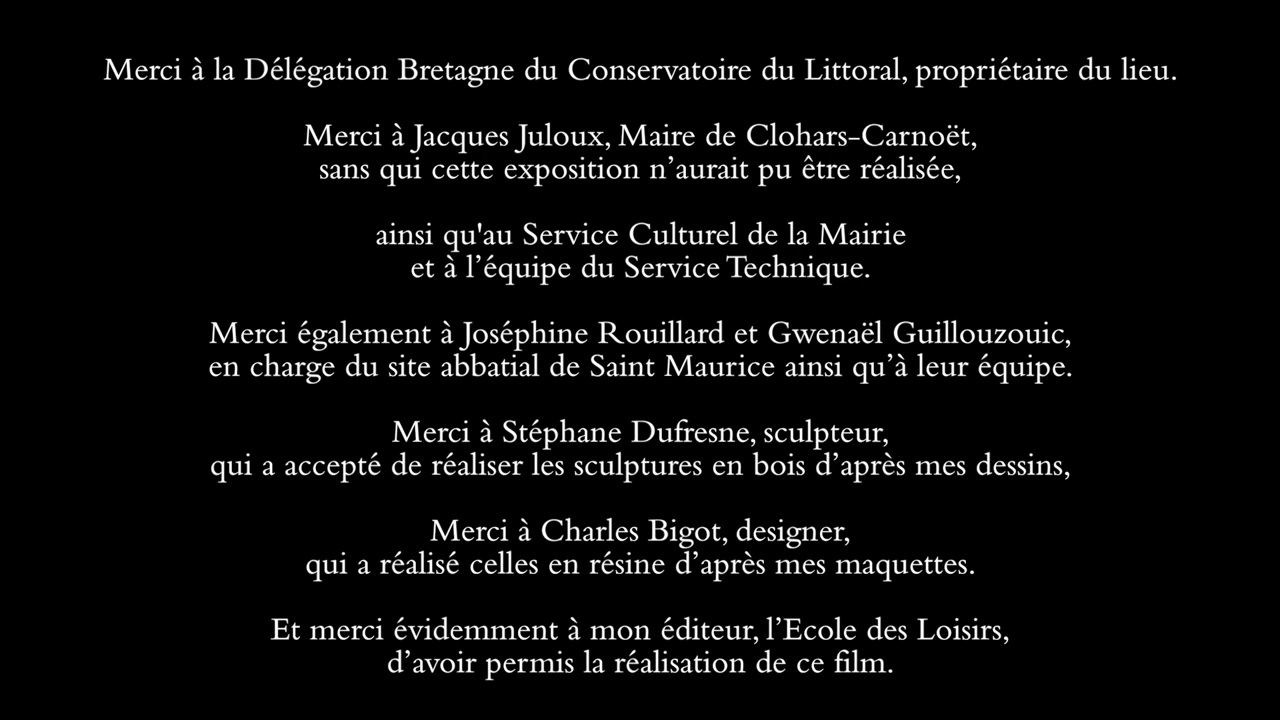 Merci à la Délégation Bretagne du Conservatoire du Littoral, propriétaire du lieu.
Merci à Jacques Juloux, Maire de Clohars-Carnoët,
sans qui cette exposition n’aurait pu être réalisée,
ainsi qu'au Service Culturel de la Mairie
et à l’équipe du Service Technique.
Merci également à Joséphine Rouillard et Gwenaël Guillouzouic,
en charge du site abbatial de Saint Maurice ainsi qu’à leur équipe.
Merci à Stéphane Dufresne, sculpteur,
qui a accepté de réaliser les sculptures en bois d’après mes dessins,
Merci à Charles Bigot, designer,
qui a réalisé celles en résine d’après mes maquettes.
Et merci évidemment à mon éditeur, l’Ecole des Loisirs,
d’avoir permis la réalisation de ce film.